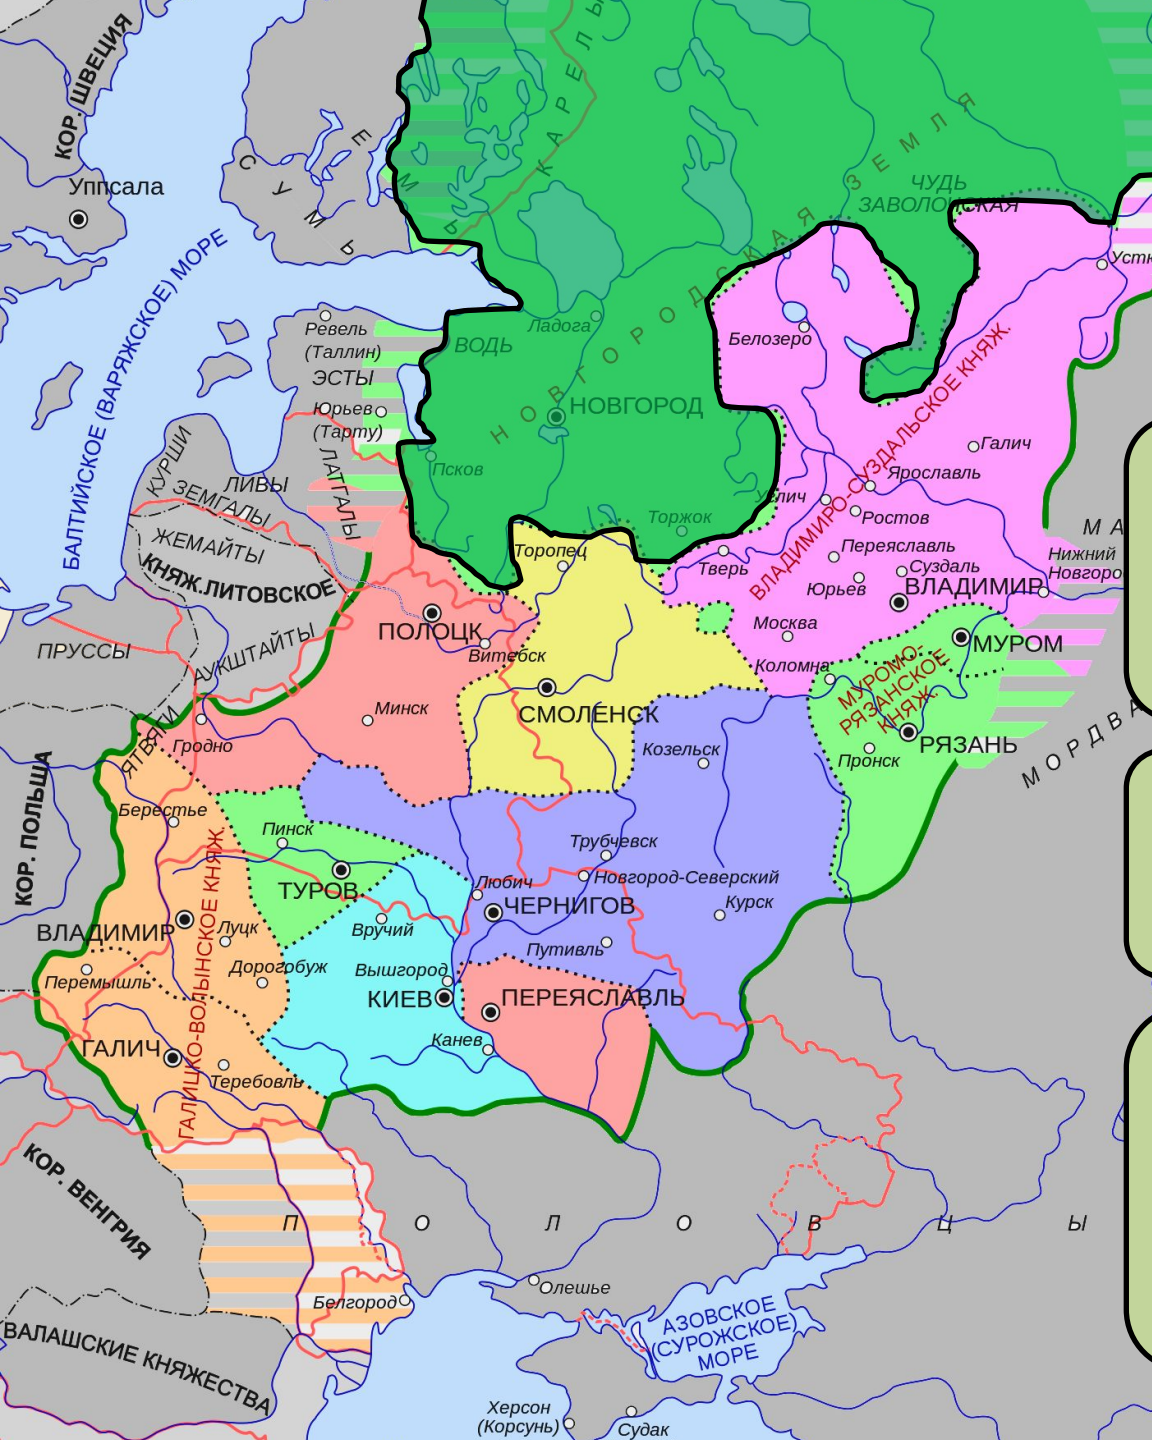 КОР. ШВЕЦИЯ
Уппсала
СУМЬ
ЕМЬ
КАРЕЛЫ
НОВГОРОДСКАЯ ЗЕМЛЯ
ЧУДЬ
ЗАВОЛОЧСКАЯ
БАЛТИЙСКОЕ (ВАРЯЖСКОЕ) МОРЕ
Ревель
(Таллин)
ЭСТЫ
Юрьев
(Тарту)
ВОДЬ
Ладога
НОВГОРОД
Псков
Торжок
Белозеро
Устю
Галич
Ярославль
Углич
Ростов
ВЛАДИМИРО-СУЗДАЛЬСКОЕ КНЯЖ.
Переяславль
Суздаль
Юрьев
ВЛАДИМИР
Нижний
Новгоро
МА
Тверь
Москва
Коломна
МУРОМ
МУРОМО-
РЯЗАНСКОЕ
КНЯЖ.
РЯЗАНЬ
Пронск
МОРДВА
КУРШИ
ЗЕМГАЛЫ
ЛИВЫ
ЛАТГАЛЫ
ЖЕМАЙТЫ
КНЯЖ.ЛИТОВСКОЕ
АУКШТАЙТЫ
ПРУССЫ
ЯТВЯГИ
Торопец
ПОЛОЦК
Витебск
СМОЛЕНСК
Минск
Гродно
Козельск
КОР. ПОЛЬША
Берестье
Пинск
ТУРОВ
Трубчевск
Новгород-Северский
Любич
ЧЕРНИГОВ
Курск
Путивль
ВЛАДИМИР
Луцк
Вручий
Дорогобуж
Вышгород
КИЕВ
ПЕРЕЯСЛАВЛЬ
Канев
Перемышль
ГАЛИЧ
Теребовль
ГАЛИЦКО-ВОЛЫНСКОЕ КНЯЖ.
КОР. ВЕНГРИЯ
ПОЛОВЦЫ
Белгород
Олешье
ВАЛАШСКИЕ КНЯЖЕСТВА
АЗОВСКОЕ
(СУРОЖСКОЕ)
МОРЕ
Херсон
(Корсунь)
Судак